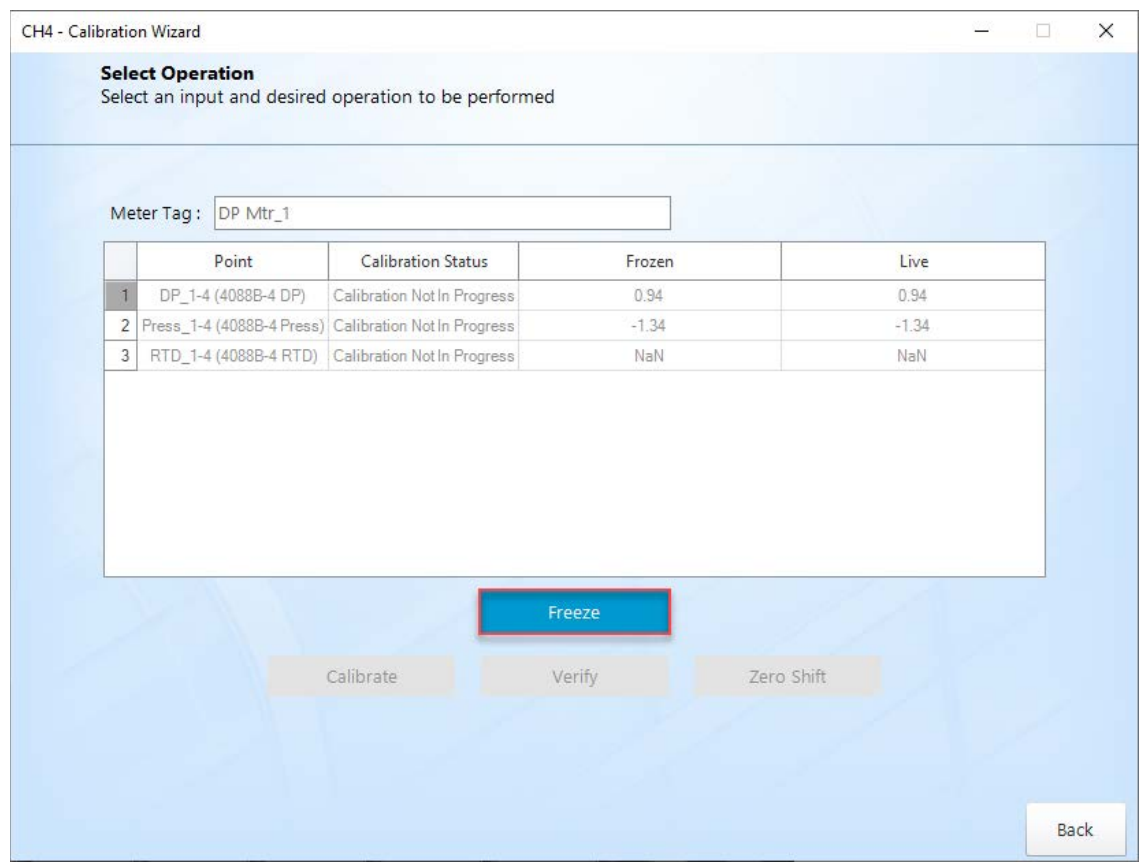 CH4 - Calibration Wizard
Select Operation
Select an input and desired operation to be performed
Meter Tag : DP Mtr_1
Point Calibration Status Frozen Live
1 DP_1-4 (4088B-4 DP) Calibration Not In Progress 0.94 0.94
2 Press_1-4 (4088B-4 Press) Calibration Not In Progress -1.34 -1.34
3 RTD_1-4 (4088B-4 RTD) Calibration Not In Progress NaN NaN
Freeze
Calibrate Verify Zero Shift
Back